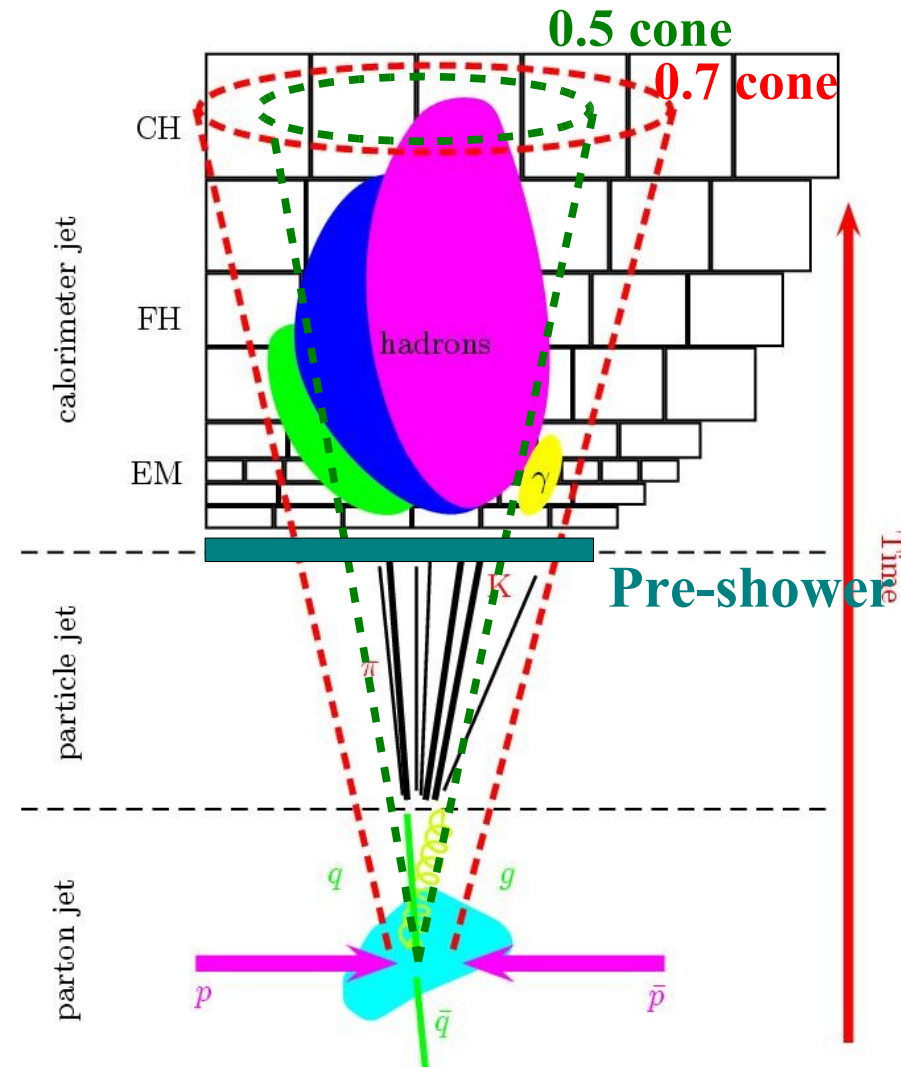 0.5 cone
0.7 cone
CH
calorimeter jet
FH
hadrons
EM
γ
Time
K
Pre-shower
π
particle jet
q
g
parton jet
p
p̄
q̄